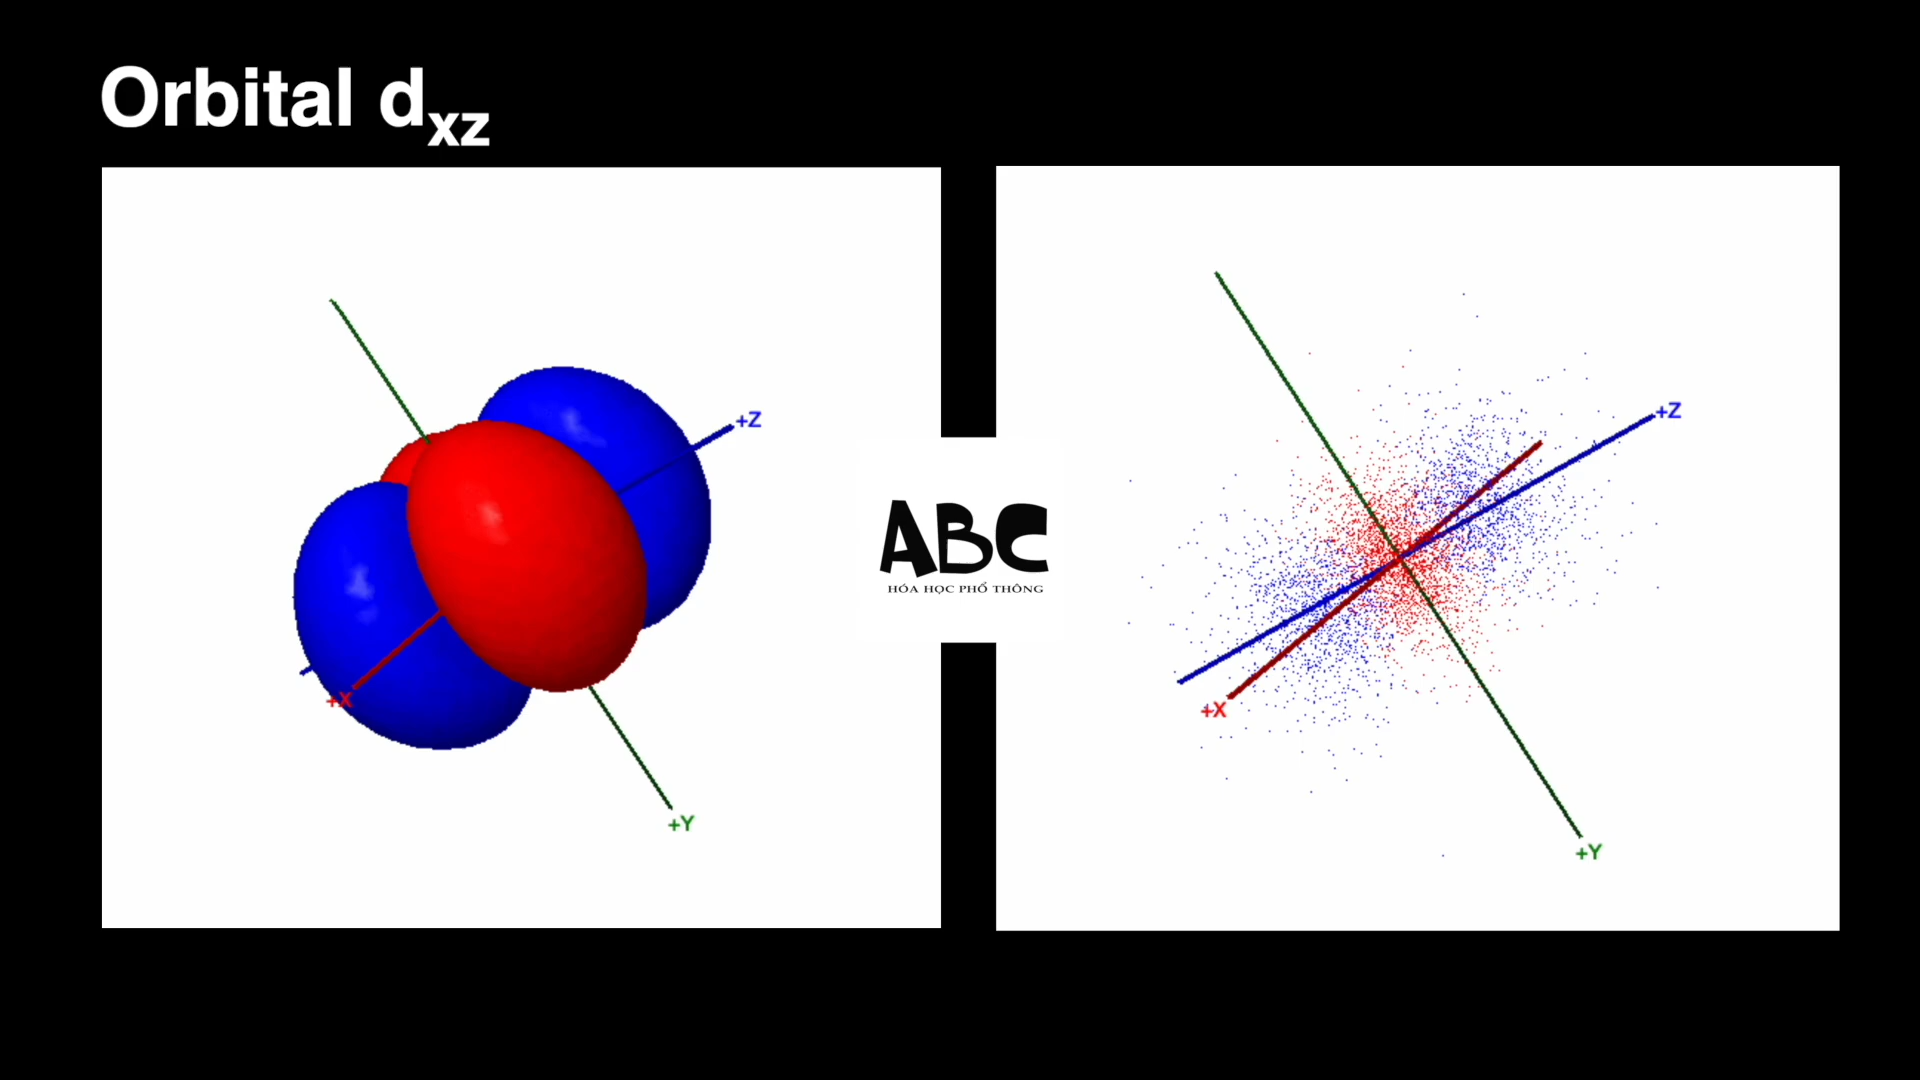 Orbital dxz
+Z
+X
+Y
ABC
HÓA HỌC PHỔ THÔNG
+Z
+X
+Y